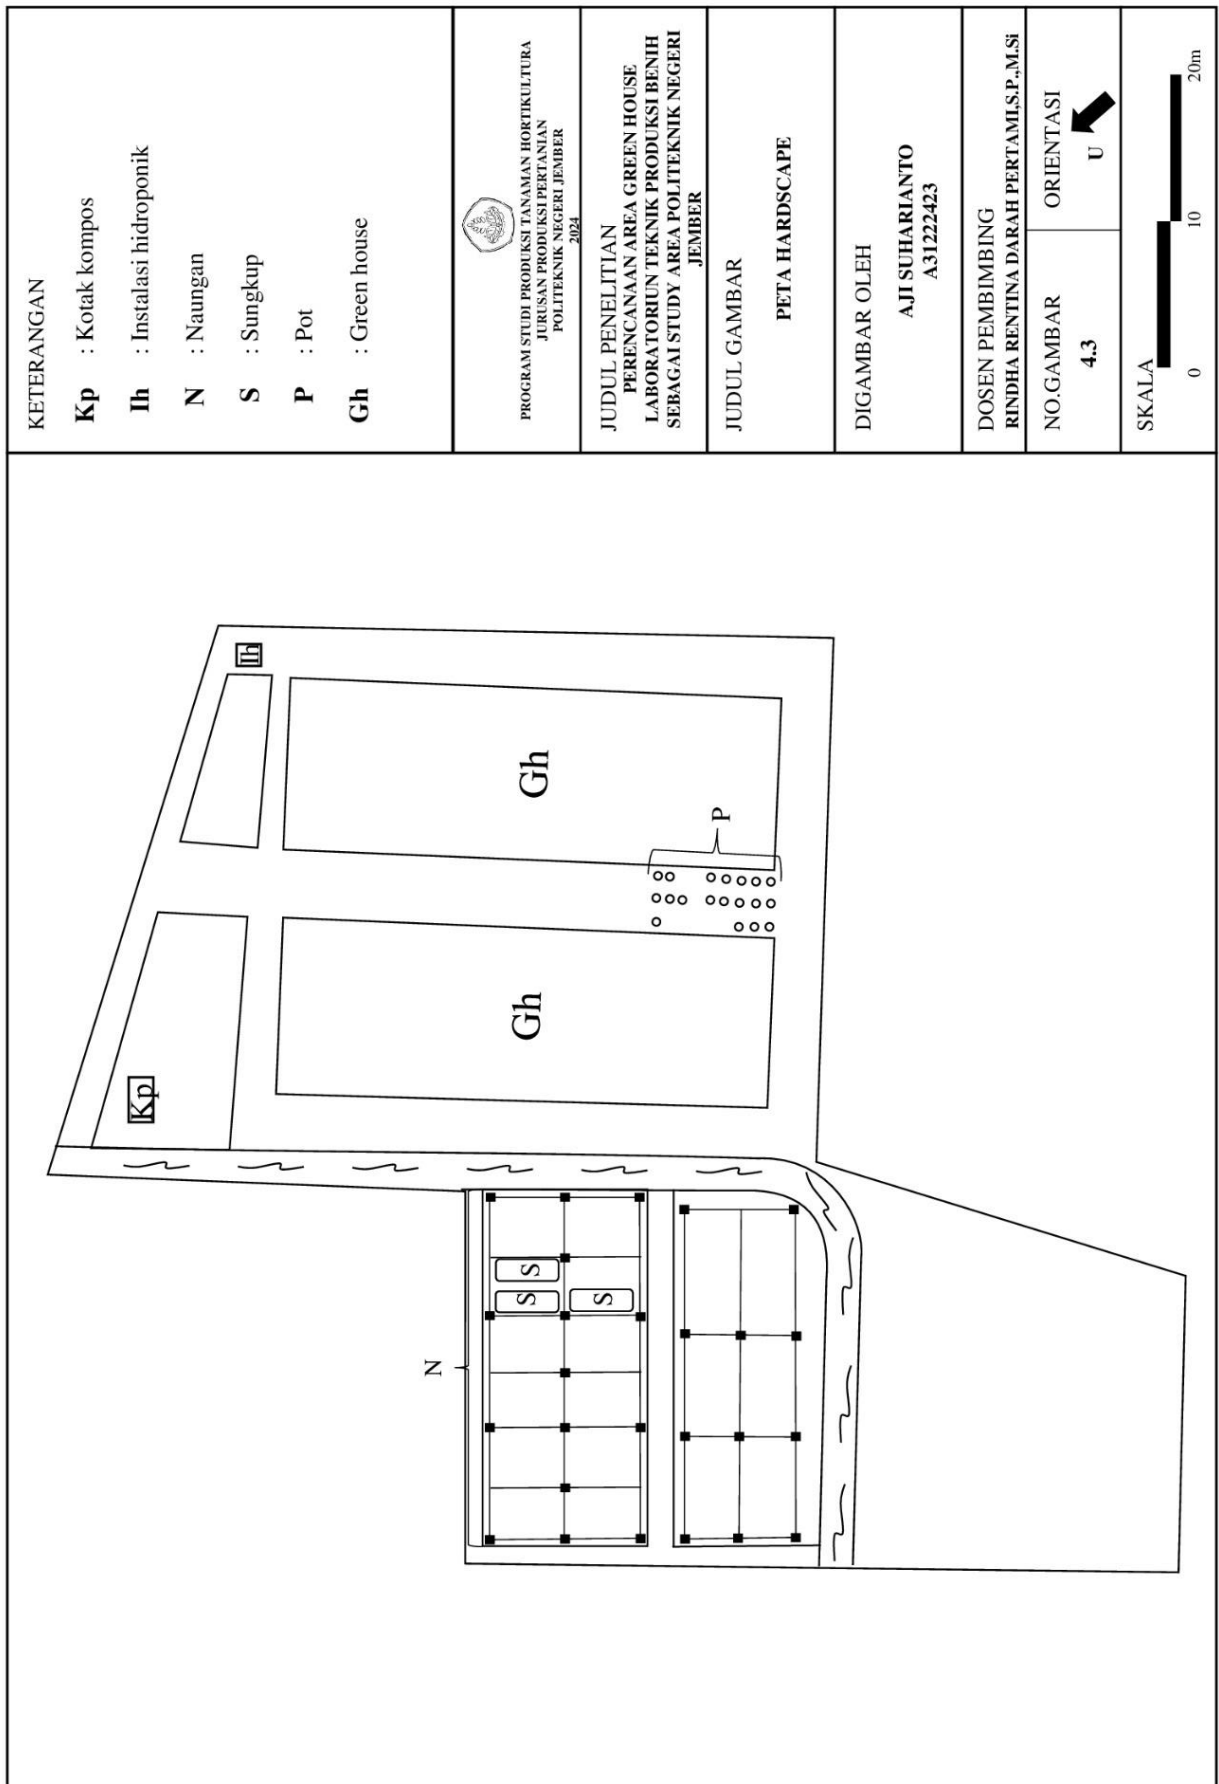 KETERANGAN
Kp : Kotak kompos
Ih : Instalasi hidroponik
N : Naungan
S : Sungkup
P : Pot
Gh : Green house
PROGRAM STUDI PRODUKSI TANAMAN HORTIKULTURA
JURUSAN PRODUKSI PERTANIAN
POLITEKNIK NEGERI JEMBER
2024
JUDUL PENELITIAN
PERENCANAAN AREA GREEN HOUSE
LABORATORIUN TEKNIK PRODUKSI BENIH
SEBAGAI STUDY AREA POLITEKNIK NEGERI
JEMBER
JUDUL GAMBAR
PETA HARDSCAPE
DIGAMBAR OLEH
AJI SUHARIANTO
A31222423
DOSEN PEMBIMBING
RINDHA RENTINA DARAH PERTAMI,S.P.,M.Si
NO.GAMBAR
4.3
ORIENTASI
U
SKALA
0 10 20m
Kp
Ih
Gh
Gh
P
N
S
S
S